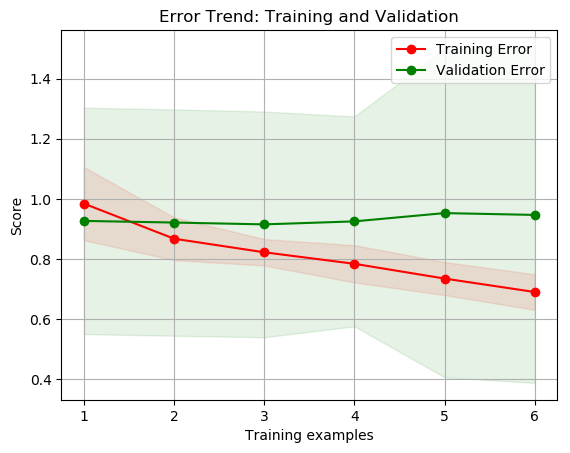 Error Trend: Training and Validation
Training Error
Validation Error
Score
1.4
1.2
1.0
0.8
0.6
0.4
1 2 3 4 5 6
Training examples